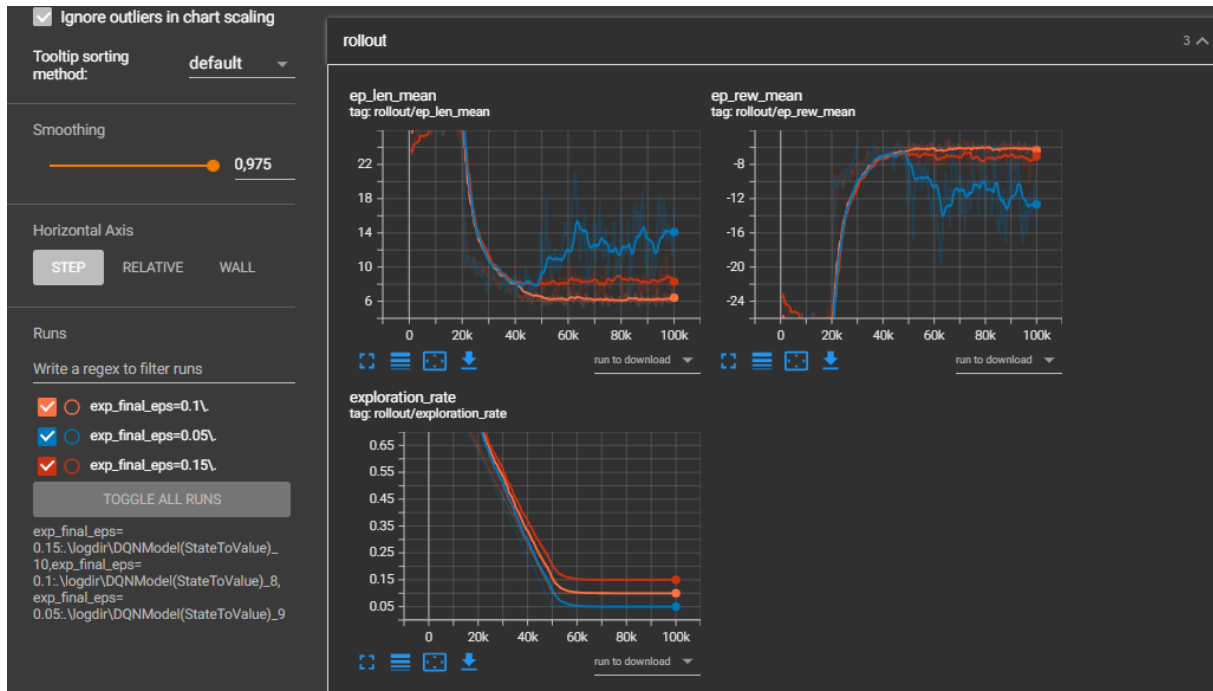 Ignore outliers in chart scaling
Tooltip sorting
method:
default
Smoothing
0,975
Horizontal Axis
STEP
RELATIVE
WALL
Runs
Write a regex to filter runs
exp_final_eps=0.1\.
exp_final_eps=0.05\.
exp_final_eps=0.15\.
TOGGLE ALL RUNS
exp_final_eps=
0.15:.\logdir\DQNModel(StateToValue)_
10,exp_final_eps=
0.1:.\logdir\DQNModel(StateToValue)_8,
exp_final_eps=
0.05:.\logdir\DQNModel(StateToValue)_9
rollout
3
ep_len_mean
tag: rollout/ep_len_mean
22
18
14
10
6
0 20k 40k 60k 80k 100k
run to download
ep_rew_mean
tag: rollout/ep_rew_mean
-8
-12
-16
-20
-24
0 20k 40k 60k 80k 100k
run to download
exploration_rate
tag: rollout/exploration_rate
0.65
0.55
0.45
0.35
0.25
0.15
0.05
0 20k 40k 60k 80k 100k
run to download